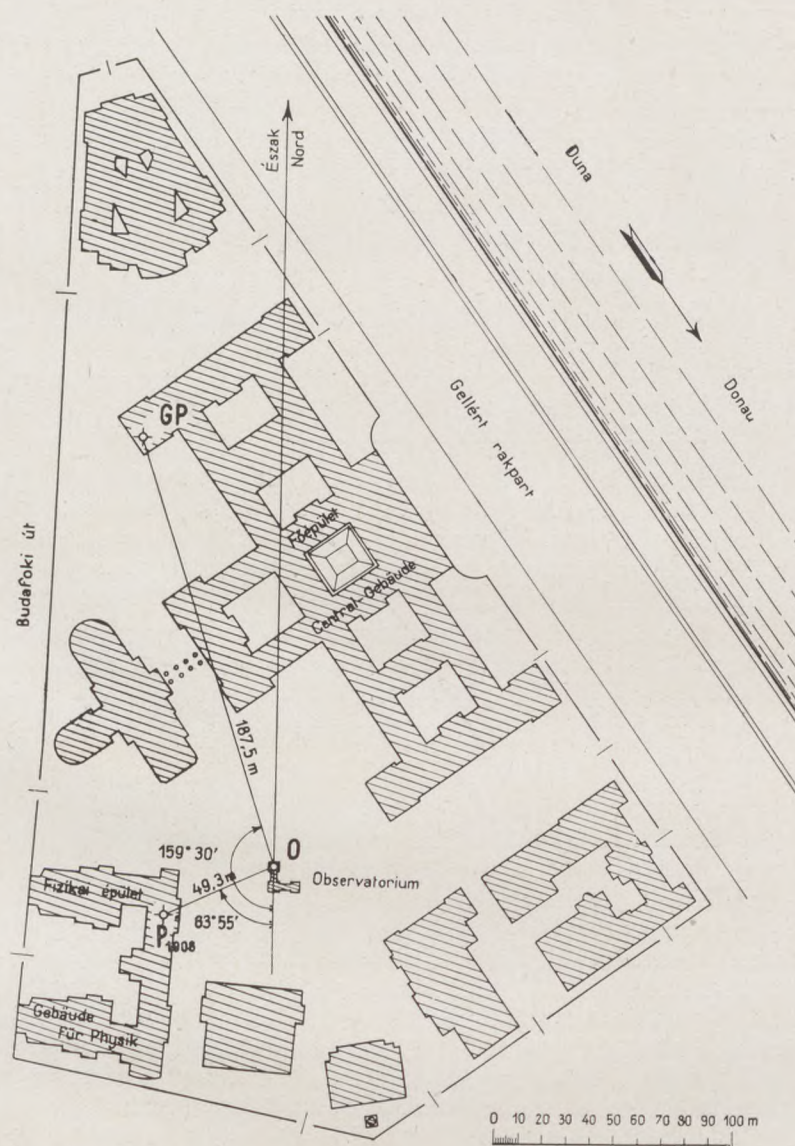 Észak
Nord
Duna
Donau
Gellért rakpart
GP
Budafoki út
Főépület
Central-Gebäude
187,5 m
159° 30'
O
49,3 m
Observatorium
Fizikai épület
63° 55'
P1908
Gebäude
Für Physik
0 10 20 30 40 50 60 70 80 90 100 m